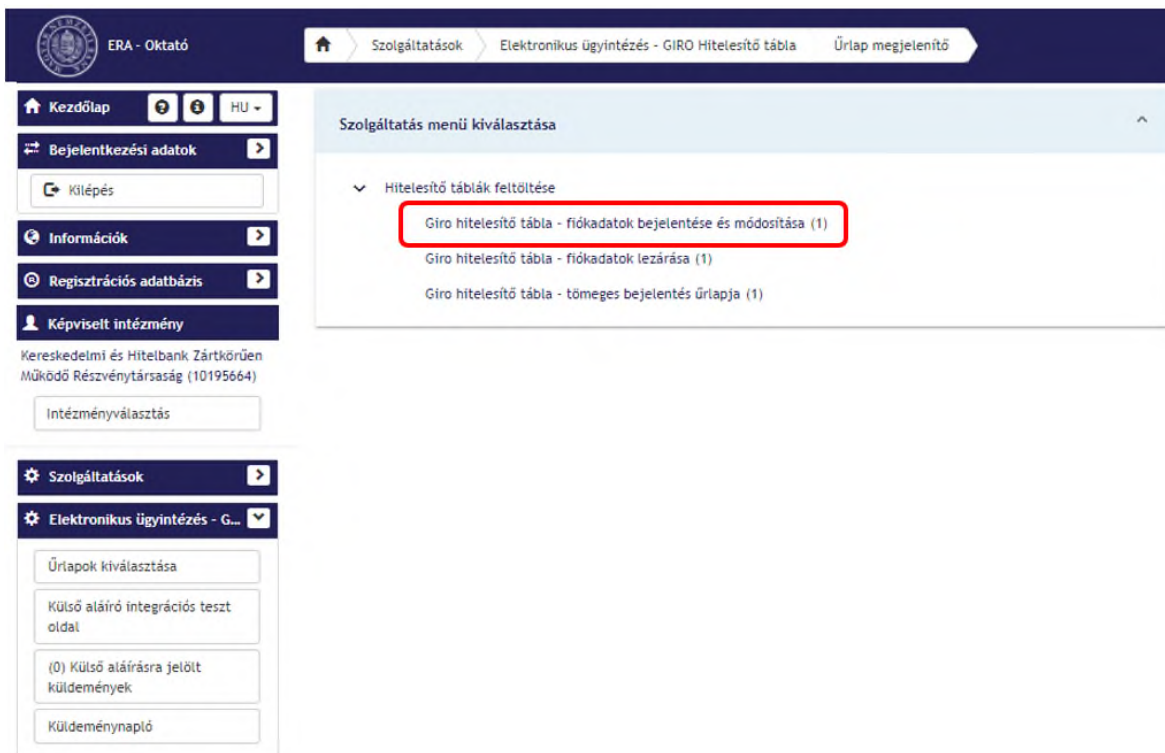 ERA - Oktató
Szolgáltatások
Elektronikus ügyintézés - GIRO Hitelesítő tábla
Űrlap megjelenítő
Kezdőlap
HU
Bejelentkezési adatok
Kilépés
Információk
Regisztrációs adatbázis
Képviselt intézmény
Kereskedelmi és Hitelbank Zártkörűen
Működő Részvénytársaság (10195664)
Intézményválasztás
Szolgáltatások
Elektronikus ügyintézés - G...
Űrlapok kiválasztása
Külső aláíró integrációs teszt
oldal
(0) Külső aláírásra jelölt
küldemények
Küldeménynapló
Szolgáltatás menü kiválasztása
Hitelesítő táblák feltöltése
Giro hitelesítő tábla - fiókadatok bejelentése és módosítása (1)
Giro hitelesítő tábla - fiókadatok lezárása (1)
Giro hitelesítő tábla - tömeges bejelentés űrlapja (1)